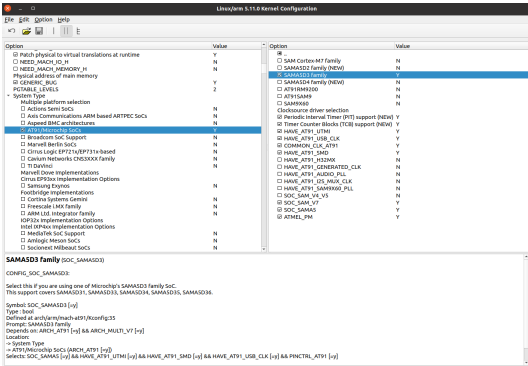 Linux/arm 5.11.0 Kernel Configuration
File Edit Option Help
Option Value
Patch physical to virtual translations at runtime Y
NEED_MACH_IO_H N
NEED_MACH_MEMORY_H N
Physical address of main memory
GENERIC_BUG Y
PGTABLE_LEVELS 2
System Type
Multiple platform selection
Actions Semi SoCs N
Axis Communications ARM based ARTPEC SoCs N
Aspeed BMC architectures N
AT91/Microchip SoCs Y
Broadcom SoC Support N
Marvell Berlin SoCs N
Cirrus Logic EP721x/EP731x-based N
Cavium Networks CNS3XXX family N
TI DaVinci N
Marvell Dove Implementations
Cirrus EP93xx Implementation Options
Samsung Exynos N
Footbridge Implementations
Cortina Systems Gemini N
Freescale i.MX family N
ARM Ltd. Integrator family N
IOP32x Implementation Options
Intel IXP4xx Implementation Options
MediaTek SoC Support N
Amlogic Meson SoCs N
Socionext Milbeaut SoCs N
Option Value
..
SAM Cortex-M7 family N
SAMA5D2 family (NEW) N
SAMA5D3 family Y
SAMA5D4 family (NEW) N
AT91RM9200 N
AT91SAM9 N
SAM9X60 N
Clocksource driver selection
Periodic Interval Timer (PIT) support (NEW) Y
Timer Counter Blocks (TCB) support (NEW) Y
HAVE_AT91_UTMI Y
HAVE_AT91_USB_CLK Y
COMMON_CLK_AT91 Y
HAVE_AT91_SMD Y
HAVE_AT91_H32MX N
HAVE_AT91_GENERATED_CLK N
HAVE_AT91_AUDIO_PLL N
HAVE_AT91_I2S_MUX_CLK N
HAVE_AT91_SAM9X60_PLL N
SOC_SAM_V4_V5 N
SOC_SAM_V7 Y
SOC_SAMA5 Y
ATMEL_PM Y
SAMA5D3 family (SOC_SAMA5D3)
CONFIG_SOC_SAMA5D3:
Select this if you are using one of Microchip's SAMA5D3 family SoC.
This support covers SAMA5D31, SAMA5D33, SAMA5D34, SAMA5D35, SAMA5D36.
Symbol: SOC_SAMA5D3 [=y]
Type : bool
Defined at arch/arm/mach-at91/Kconfig:35
Prompt: SAMA5D3 family
Depends on: ARCH_AT91 [=y] && ARCH_MULTI_V7 [=y]
Location:
-> System Type
-> AT91/Microchip SoCs (ARCH_AT91 [=y])
Selects: SOC_SAMA5 [=y] && HAVE_AT91_UTMI [=y] && HAVE_AT91_SMD [=y] && HAVE_AT91_USB_CLK [=y] && PINCTRL_AT91 [=y]